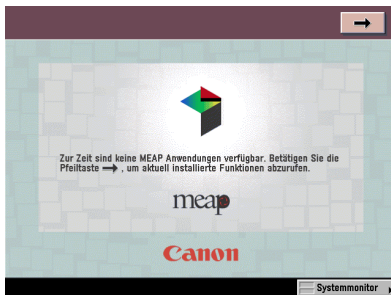 Zur Zeit sind keine MEAP Anwendungen verfügbar. Betätigen Sie die
Pfeiltaste → , um aktuell installierte Funktionen abzurufen.
meap
Canon
Systemmonitor